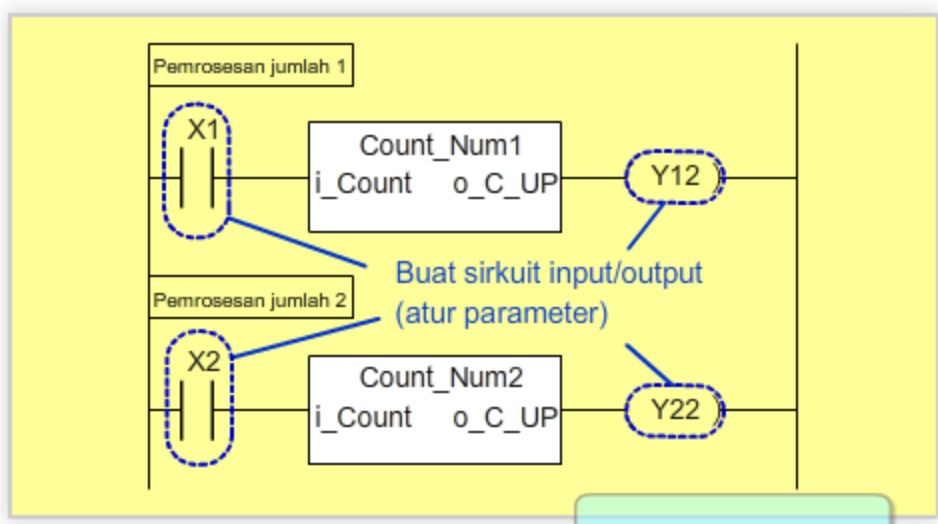 Pemrosesan jumlah 1
X1
Count_Num1
i_Count o_C_UP
Y12
Buat sirkuit input/output
(atur parameter)
Pemrosesan jumlah 2
X2
Count_Num2
i_Count o_C_UP
Y22